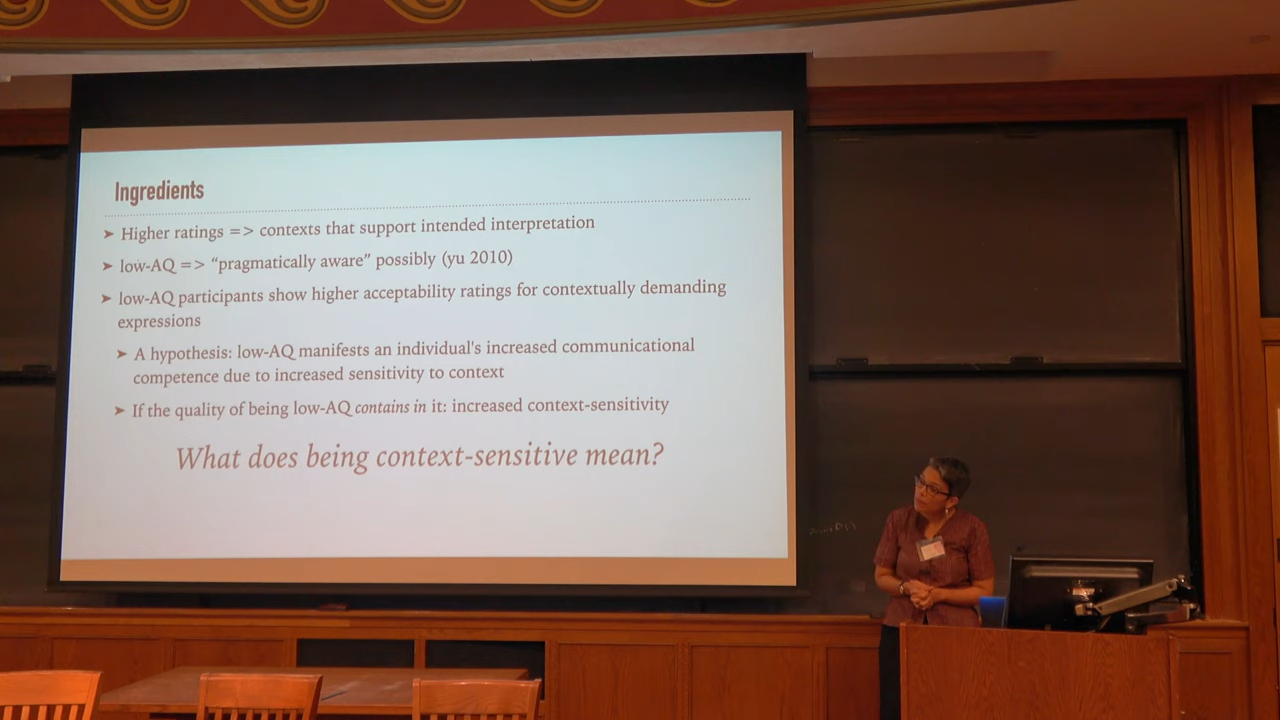 Ingredients
➤ Higher ratings => contexts that support intended interpretation
➤ low-AQ => “pragmatically aware” possibly (yu 2010)
➤ low-AQ participants show higher acceptability ratings for contextually demanding
expressions
➤ A hypothesis: low-AQ manifests an individual's increased communicational
competence due to increased sensitivity to context
➤ If the quality of being low-AQ contains in it: increased context-sensitivity
What does being context-sensitive mean?